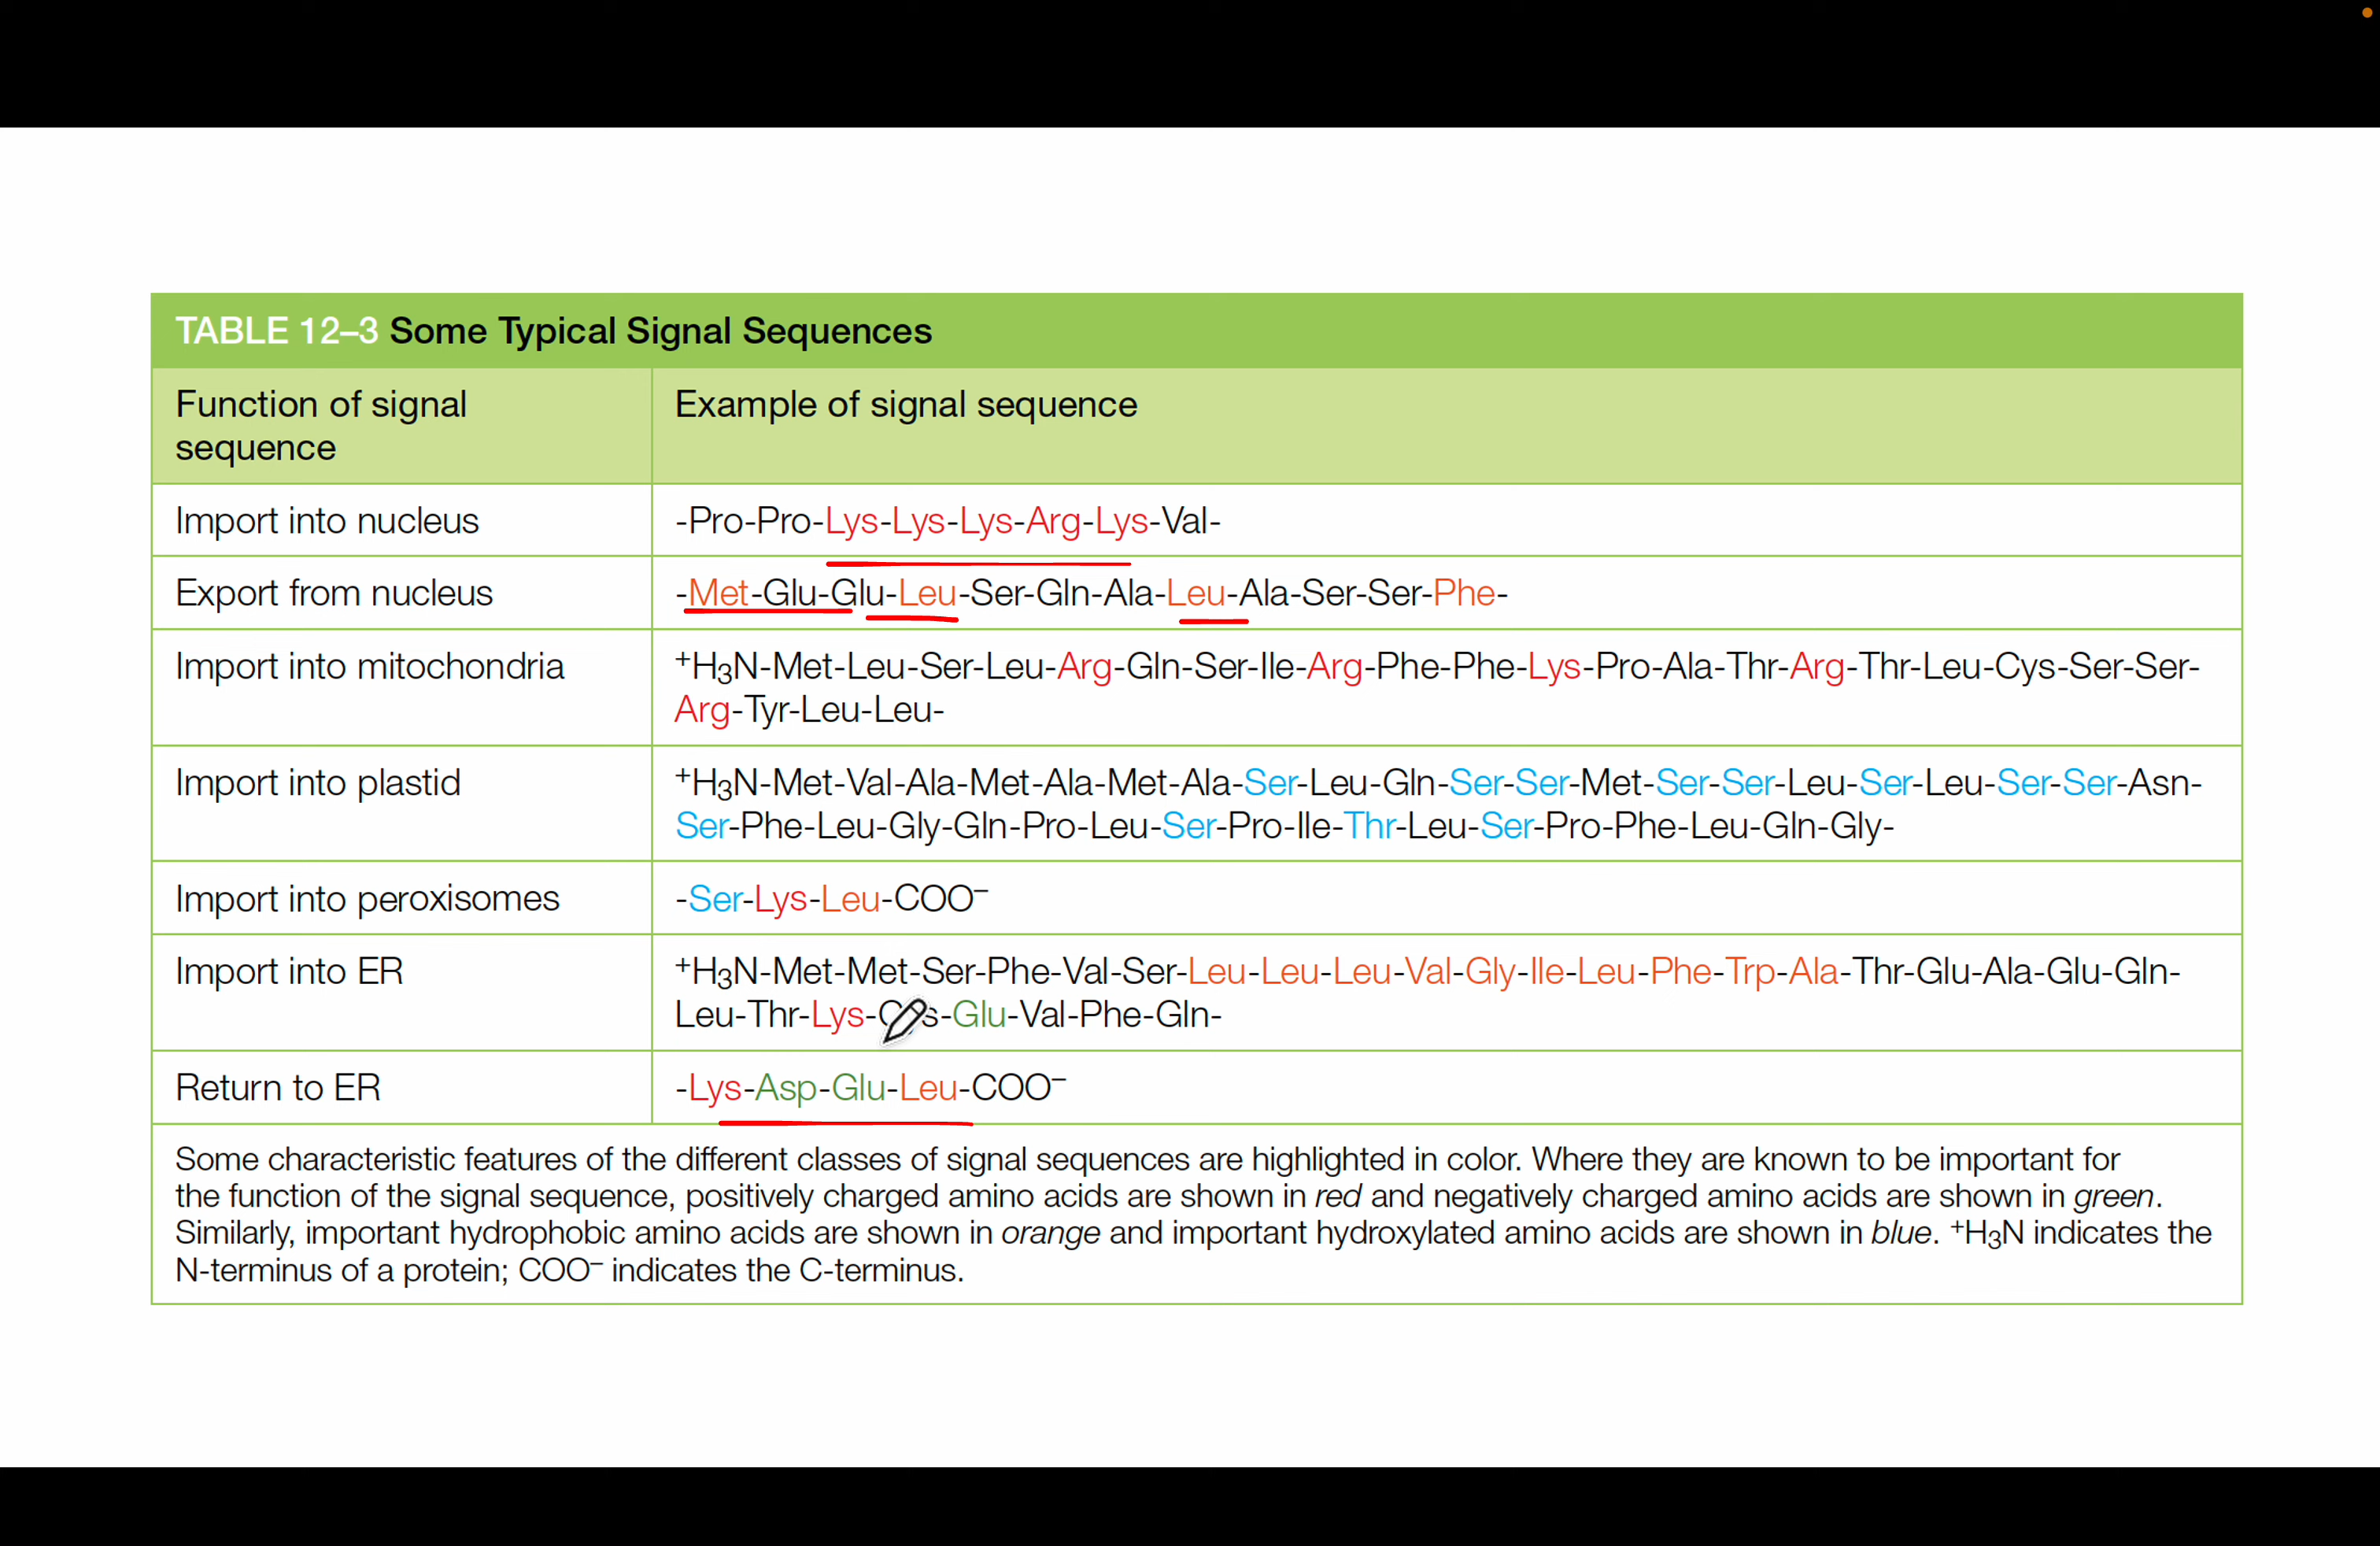 TABLE 12–3 Some Typical Signal Sequences
Function of signal
sequence
Example of signal sequence
Import into nucleus
-Pro-Pro-Lys-Lys-Lys-Arg-Lys-Val-
Export from nucleus
-Met-Glu-Glu-Leu-Ser-Gln-Ala-Leu-Ala-Ser-Ser-Phe-
Import into mitochondria
⁺H₃N-Met-Leu-Ser-Leu-Arg-Gln-Ser-Ile-Arg-Phe-Phe-Lys-Pro-Ala-Thr-Arg-Thr-Leu-Cys-Ser-Ser-
Arg-Tyr-Leu-Leu-
Import into plastid
⁺H₃N-Met-Val-Ala-Met-Ala-Met-Ala-Ser-Leu-Gln-Ser-Ser-Met-Ser-Ser-Leu-Ser-Leu-Ser-Ser-Asn-
Ser-Phe-Leu-Gly-Gln-Pro-Leu-Ser-Pro-Ile-Thr-Leu-Ser-Pro-Phe-Leu-Gln-Gly-
Import into peroxisomes
-Ser-Lys-Leu-COO⁻
Import into ER
⁺H₃N-Met-Met-Ser-Phe-Val-Ser-Leu-Leu-Leu-Val-Gly-Ile-Leu-Phe-Trp-Ala-Thr-Glu-Ala-Glu-Gln-
Leu-Thr-Lys-Cys-Glu-Val-Phe-Gln-
Return to ER
-Lys-Asp-Glu-Leu-COO⁻
Some characteristic features of the different classes of signal sequences are highlighted in color. Where they are known to be important for
the function of the signal sequence, positively charged amino acids are shown in red and negatively charged amino acids are shown in green.
Similarly, important hydrophobic amino acids are shown in orange and important hydroxylated amino acids are shown in blue. ⁺H₃N indicates the
N-terminus of a protein; COO⁻ indicates the C-terminus.